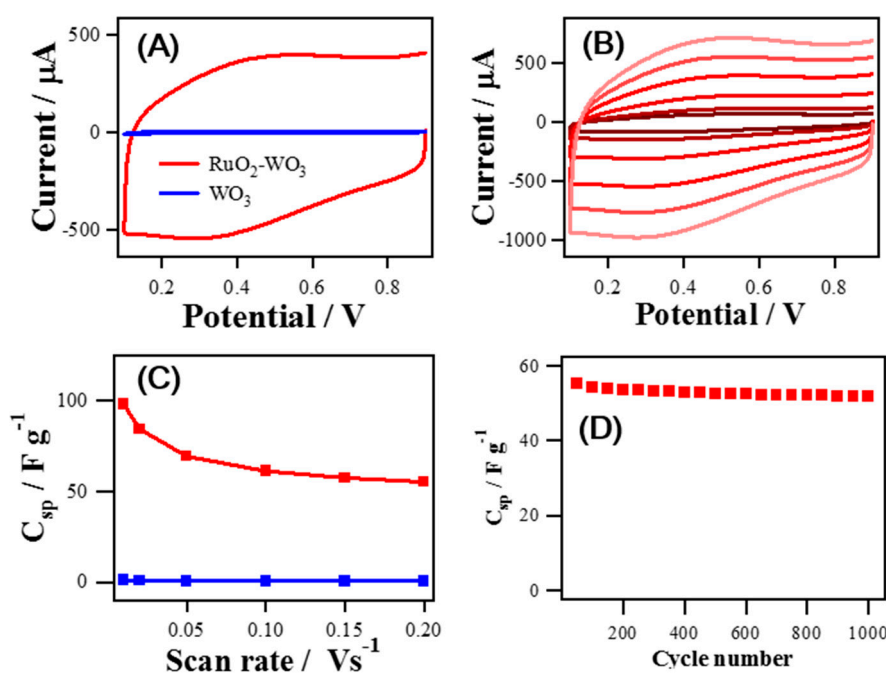 (A)
Current / μA
500
0
-500
RuO2-WO3
WO3
0.2 0.4 0.6 0.8
Potential / V
(B)
Current / μA
500
0
-500
-1000
0.2 0.4 0.6 0.8
Potential / V
(C)
Csp / F g-1
100
50
0
0.05 0.10 0.15 0.20
Scan rate / Vs-1
(D)
Csp / F g-1
60
40
20
0
200 400 600 800 1000
Cycle number